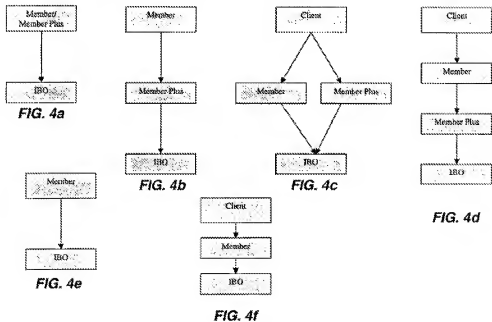 Member/
Member Plus
IBO
FIG. 4a
Member
Member Plus
IBO
FIG. 4b
Client
Member
Member Plus
IBO
FIG. 4c
Client
Member
Member Plus
IBO
FIG. 4d
Member
IBO
FIG. 4e
Client
Member
IBO
FIG. 4f